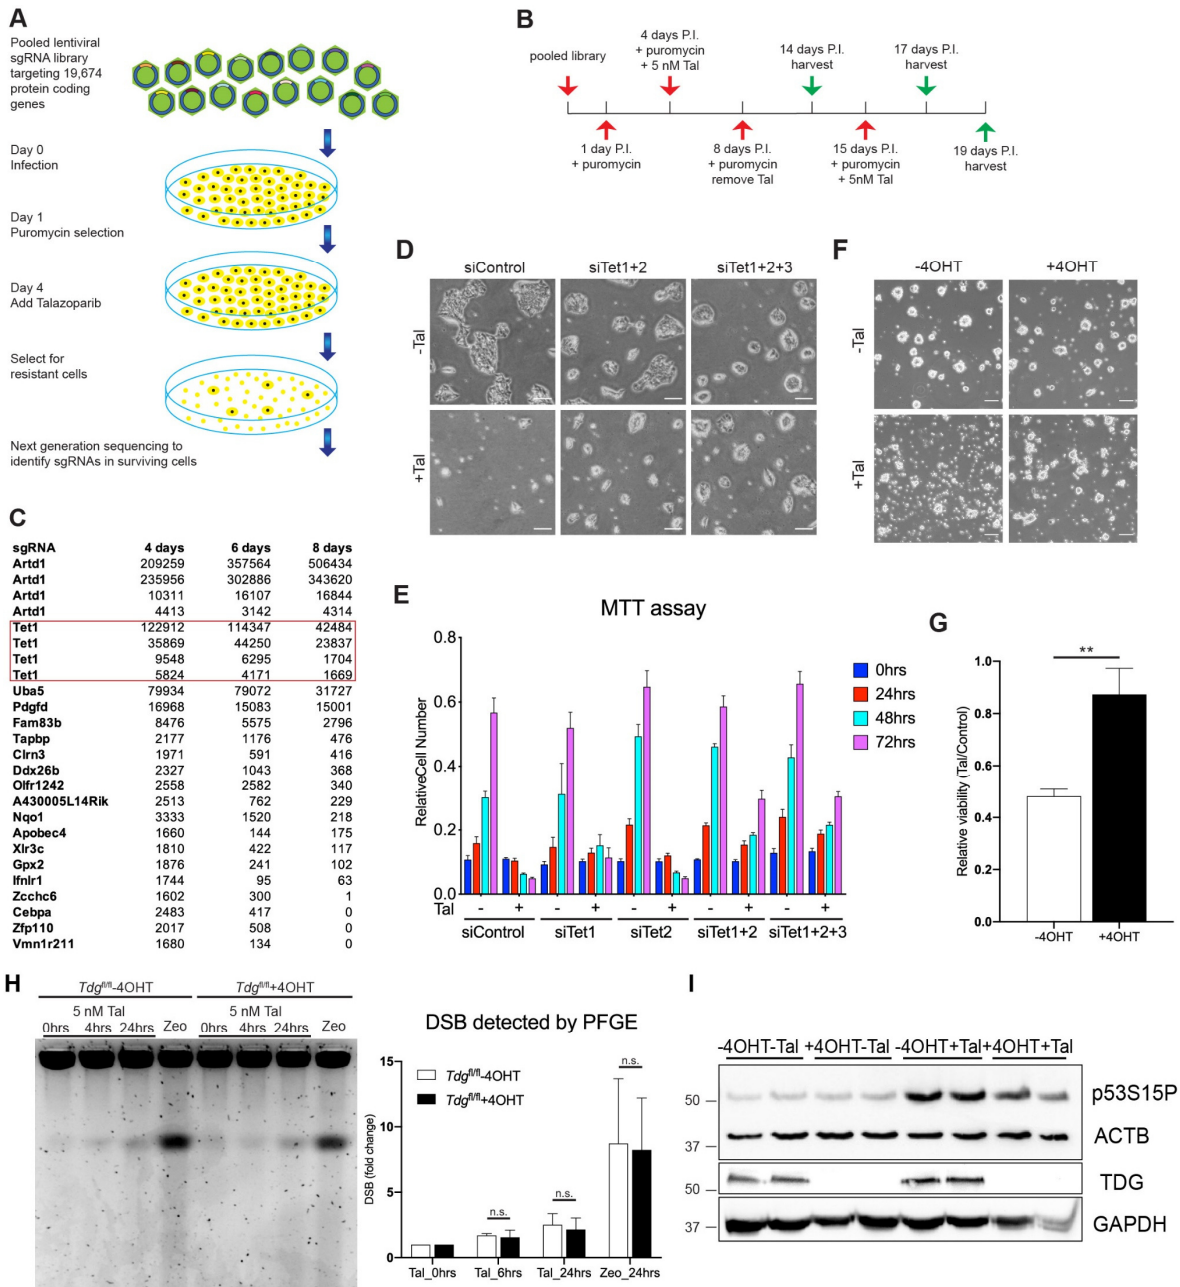 A
Pooled lentiviral
sgRNA library
targeting 19,674
protein coding
genes
Day 0
Infection
Day 1
Puromycin selection
Day 4
Add Talazoparib
Select for
resistant cells
Next generation sequencing to
identify sgRNAs in surviving cells
B
pooled library
4 days P.I.
+ puromycin
+ 5 nM Tal
14 days P.I.
harvest
17 days P.I.
harvest
1 day P.I.
+ puromycin
8 days P.I.
+ puromycin
remove Tal
15 days P.I.
+ puromycin
+ 5nM Tal
19 days P.I.
harvest
C
sgRNA 4 days 6 days 8 days
Artd1 209259 357564 506434
Artd1 235956 302886 343620
Artd1 10311 16107 16844
Artd1 4413 3142 4314
Tet1 122912 114347 42484
Tet1 35869 44250 23837
Tet1 9548 6295 1704
Tet1 5824 4171 1669
Uba5 79934 79072 31727
Pdgfd 16968 15083 15001
Fam83b 8476 5575 2796
Tapbp 2177 1176 476
Clrn3 1971 591 416
Ddx26b 2327 1043 368
Olfr1242 2558 2582 340
A430005L14Rik 2513 762 229
Nqo1 3333 1520 218
Apobec4 1660 144 175
Xlr3c 1810 422 117
Gpx2 1876 241 102
Ifnlr1 1744 95 63
Zcchc6 1602 300 1
Cebpa 2483 417 0
Zfp110 2017 508 0
Vmn1r211 1680 134 0
D
siControl siTet1+2 siTet1+2+3
-Tal
+Tal
E
MTT assay
RelativeCell Number
0.8
0.6
0.4
0.2
0.0
0hrs
24hrs
48hrs
72hrs
Tal - + - + - + - + - +
siControl siTet1 siTet2 siTet1+2 siTet1+2+3
F
-4OHT +4OHT
-Tal
+Tal
G
Relative viability (Tal/Control)
1.0
0.8
0.6
0.4
0.2
0.0
**
-4OHT +4OHT
H
Tdgfl/fl-4OHT Tdgfl/fl+4OHT
5 nM Tal 5 nM Tal
0hrs 4hrs 24hrs Zeo 0hrs 4hrs 24hrs Zeo
DSB detected by PFGE
DSB (fold change)
15
10
5
0
Tdgfl/fl-4OHT
Tdgfl/fl+4OHT
n.s.
n.s.
n.s.
Tal_0hrs Tal_6hrs Tal_24hrs Zeo_24hrs
I
-4OHT-Tal +4OHT-Tal -4OHT+Tal +4OHT+Tal
50
p53S15P
37
ACTB
50
TDG
37
GAPDH